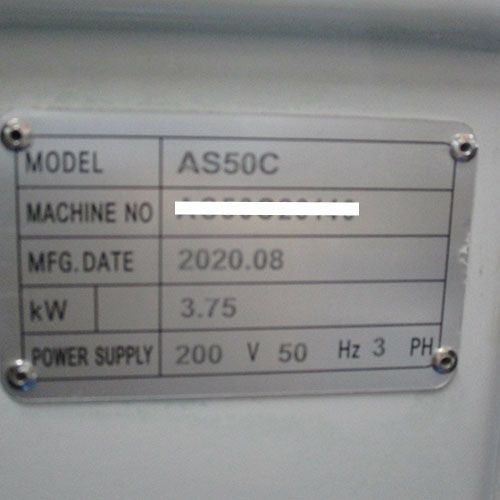 MODEL AS50C
MACHINE NO
MFG.DATE 2020.08
kW 3.75
POWER SUPPLY 200 V 50 Hz 3 PH